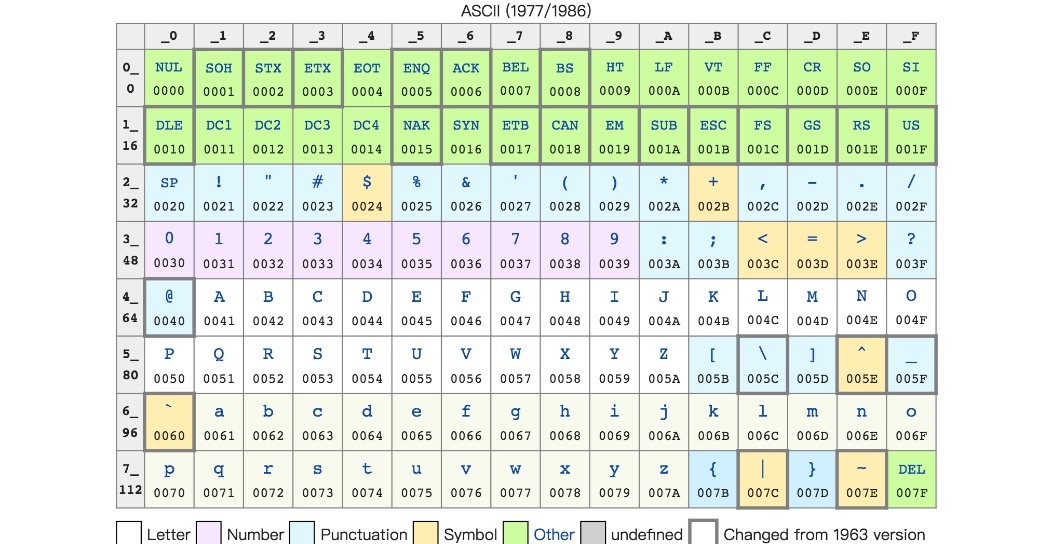 ASCII (1977/1986)
_0 _1 _2 _3 _4 _5 _6 _7 _8 _9 _A _B _C _D _E _F
0_ NUL SOH STX ETX EOT ENQ ACK BEL BS HT LF VT FF CR SO SI
0 0000 0001 0002 0003 0004 0005 0006 0007 0008 0009 000A 000B 000C 000D 000E 000F
1_ DLE DC1 DC2 DC3 DC4 NAK SYN ETB CAN EM SUB ESC FS GS RS US
16 0010 0011 0012 0013 0014 0015 0016 0017 0018 0019 001A 001B 001C 001D 001E 001F
2_ SP ! " # $ % & ' ( ) * + , - . /
32 0020 0021 0022 0023 0024 0025 0026 0027 0028 0029 002A 002B 002C 002D 002E 002F
3_ 0 1 2 3 4 5 6 7 8 9 : ; < = > ?
48 0030 0031 0032 0033 0034 0035 0036 0037 0038 0039 003A 003B 003C 003D 003E 003F
4_ @ A B C D E F G H I J K L M N O
64 0040 0041 0042 0043 0044 0045 0046 0047 0048 0049 004A 004B 004C 004D 004E 004F
5_ P Q R S T U V W X Y Z [ \ ] ^ _
80 0050 0051 0052 0053 0054 0055 0056 0057 0058 0059 005A 005B 005C 005D 005E 005F
6_ ` a b c d e f g h i j k l m n o
96 0060 0061 0062 0063 0064 0065 0066 0067 0068 0069 006A 006B 006C 006D 006E 006F
7_ p q r s t u v w x y z { | } ~ DEL
112 0070 0071 0072 0073 0074 0075 0076 0077 0078 0079 007A 007B 007C 007D 007E 007F
Letter Number Punctuation Symbol Other undefined Changed from 1963 version